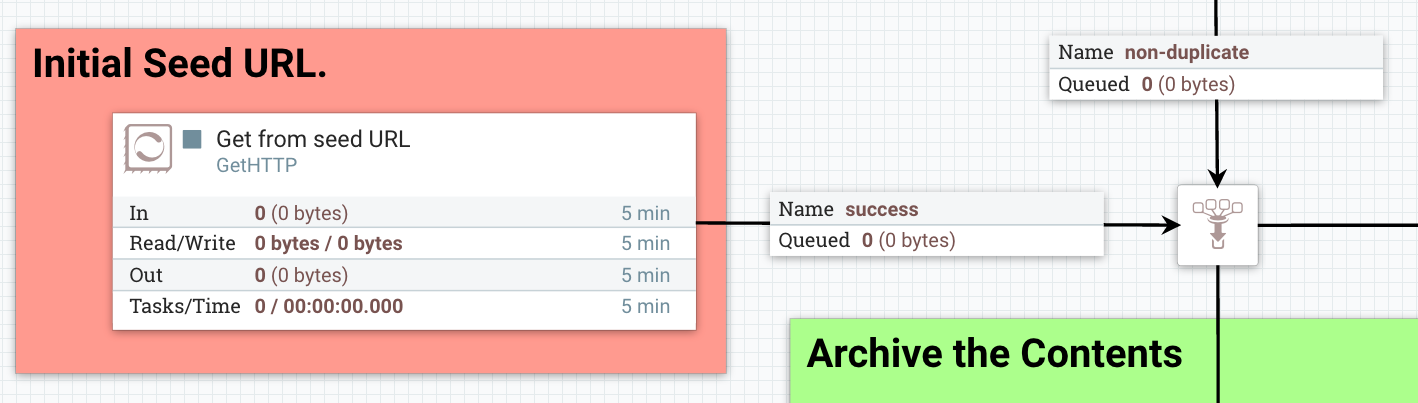 Initial Seed URL.
Get from seed URL
GetHTTP
In 0 (0 bytes) 5 min
Read/Write 0 bytes / 0 bytes 5 min
Out 0 (0 bytes) 5 min
Tasks/Time 0 / 00:00:00.000 5 min
Name success
Queued 0 (0 bytes)
Name non-duplicate
Queued 0 (0 bytes)
Archive the Contents